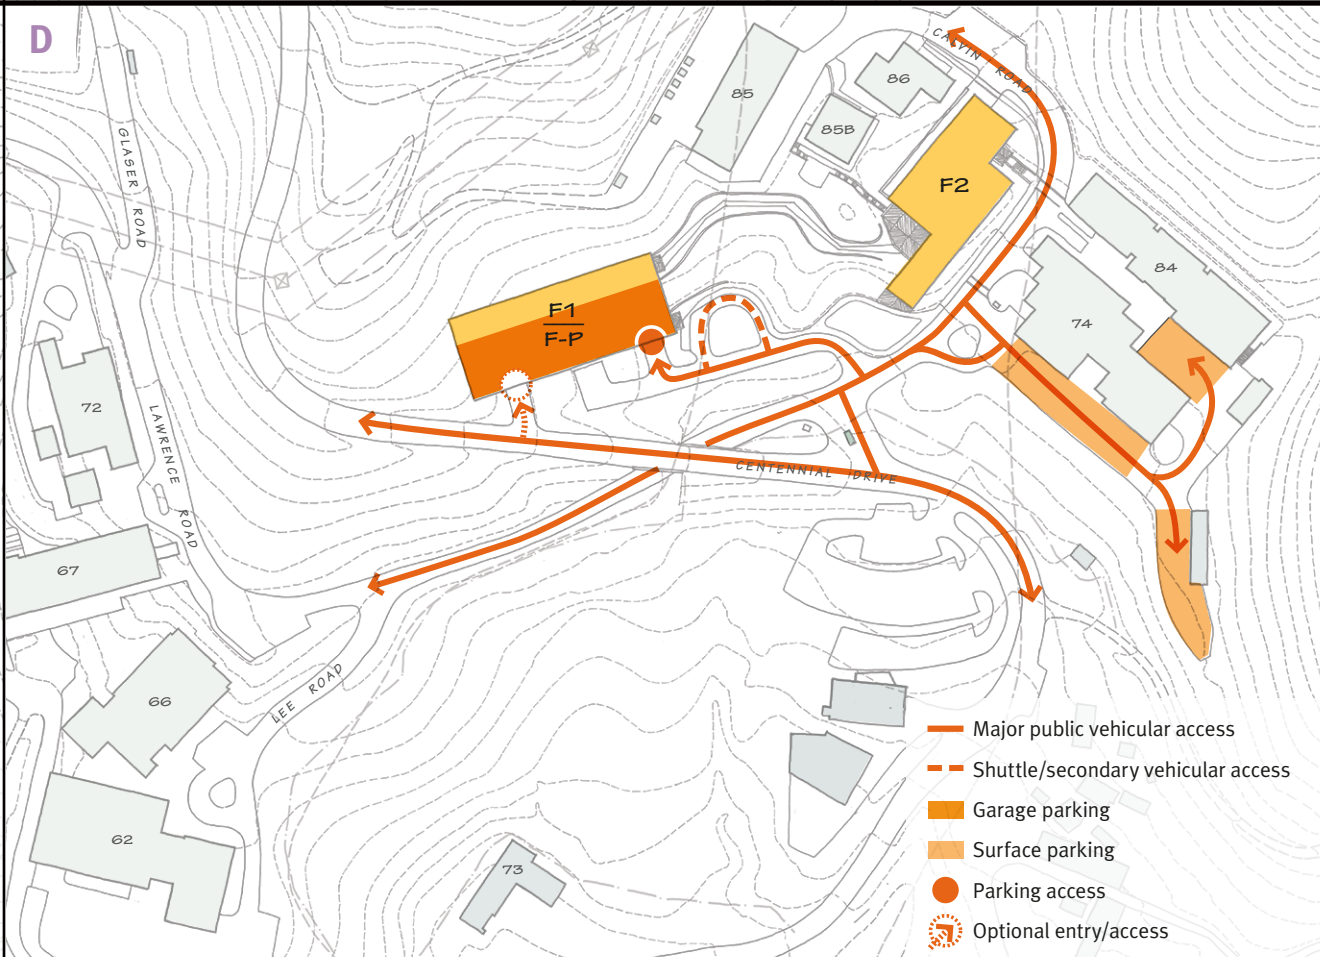 D
CALVIN ROAD
86
85
85B
GLASER ROAD
F2
84
F1
F-P
74
72
LAWRENCE ROAD
CENTENNIAL DRIVE
67
LEE ROAD
66
62
73
Major public vehicular access
Shuttle/secondary vehicular access
Garage parking
Surface parking
Parking access
Optional entry/access